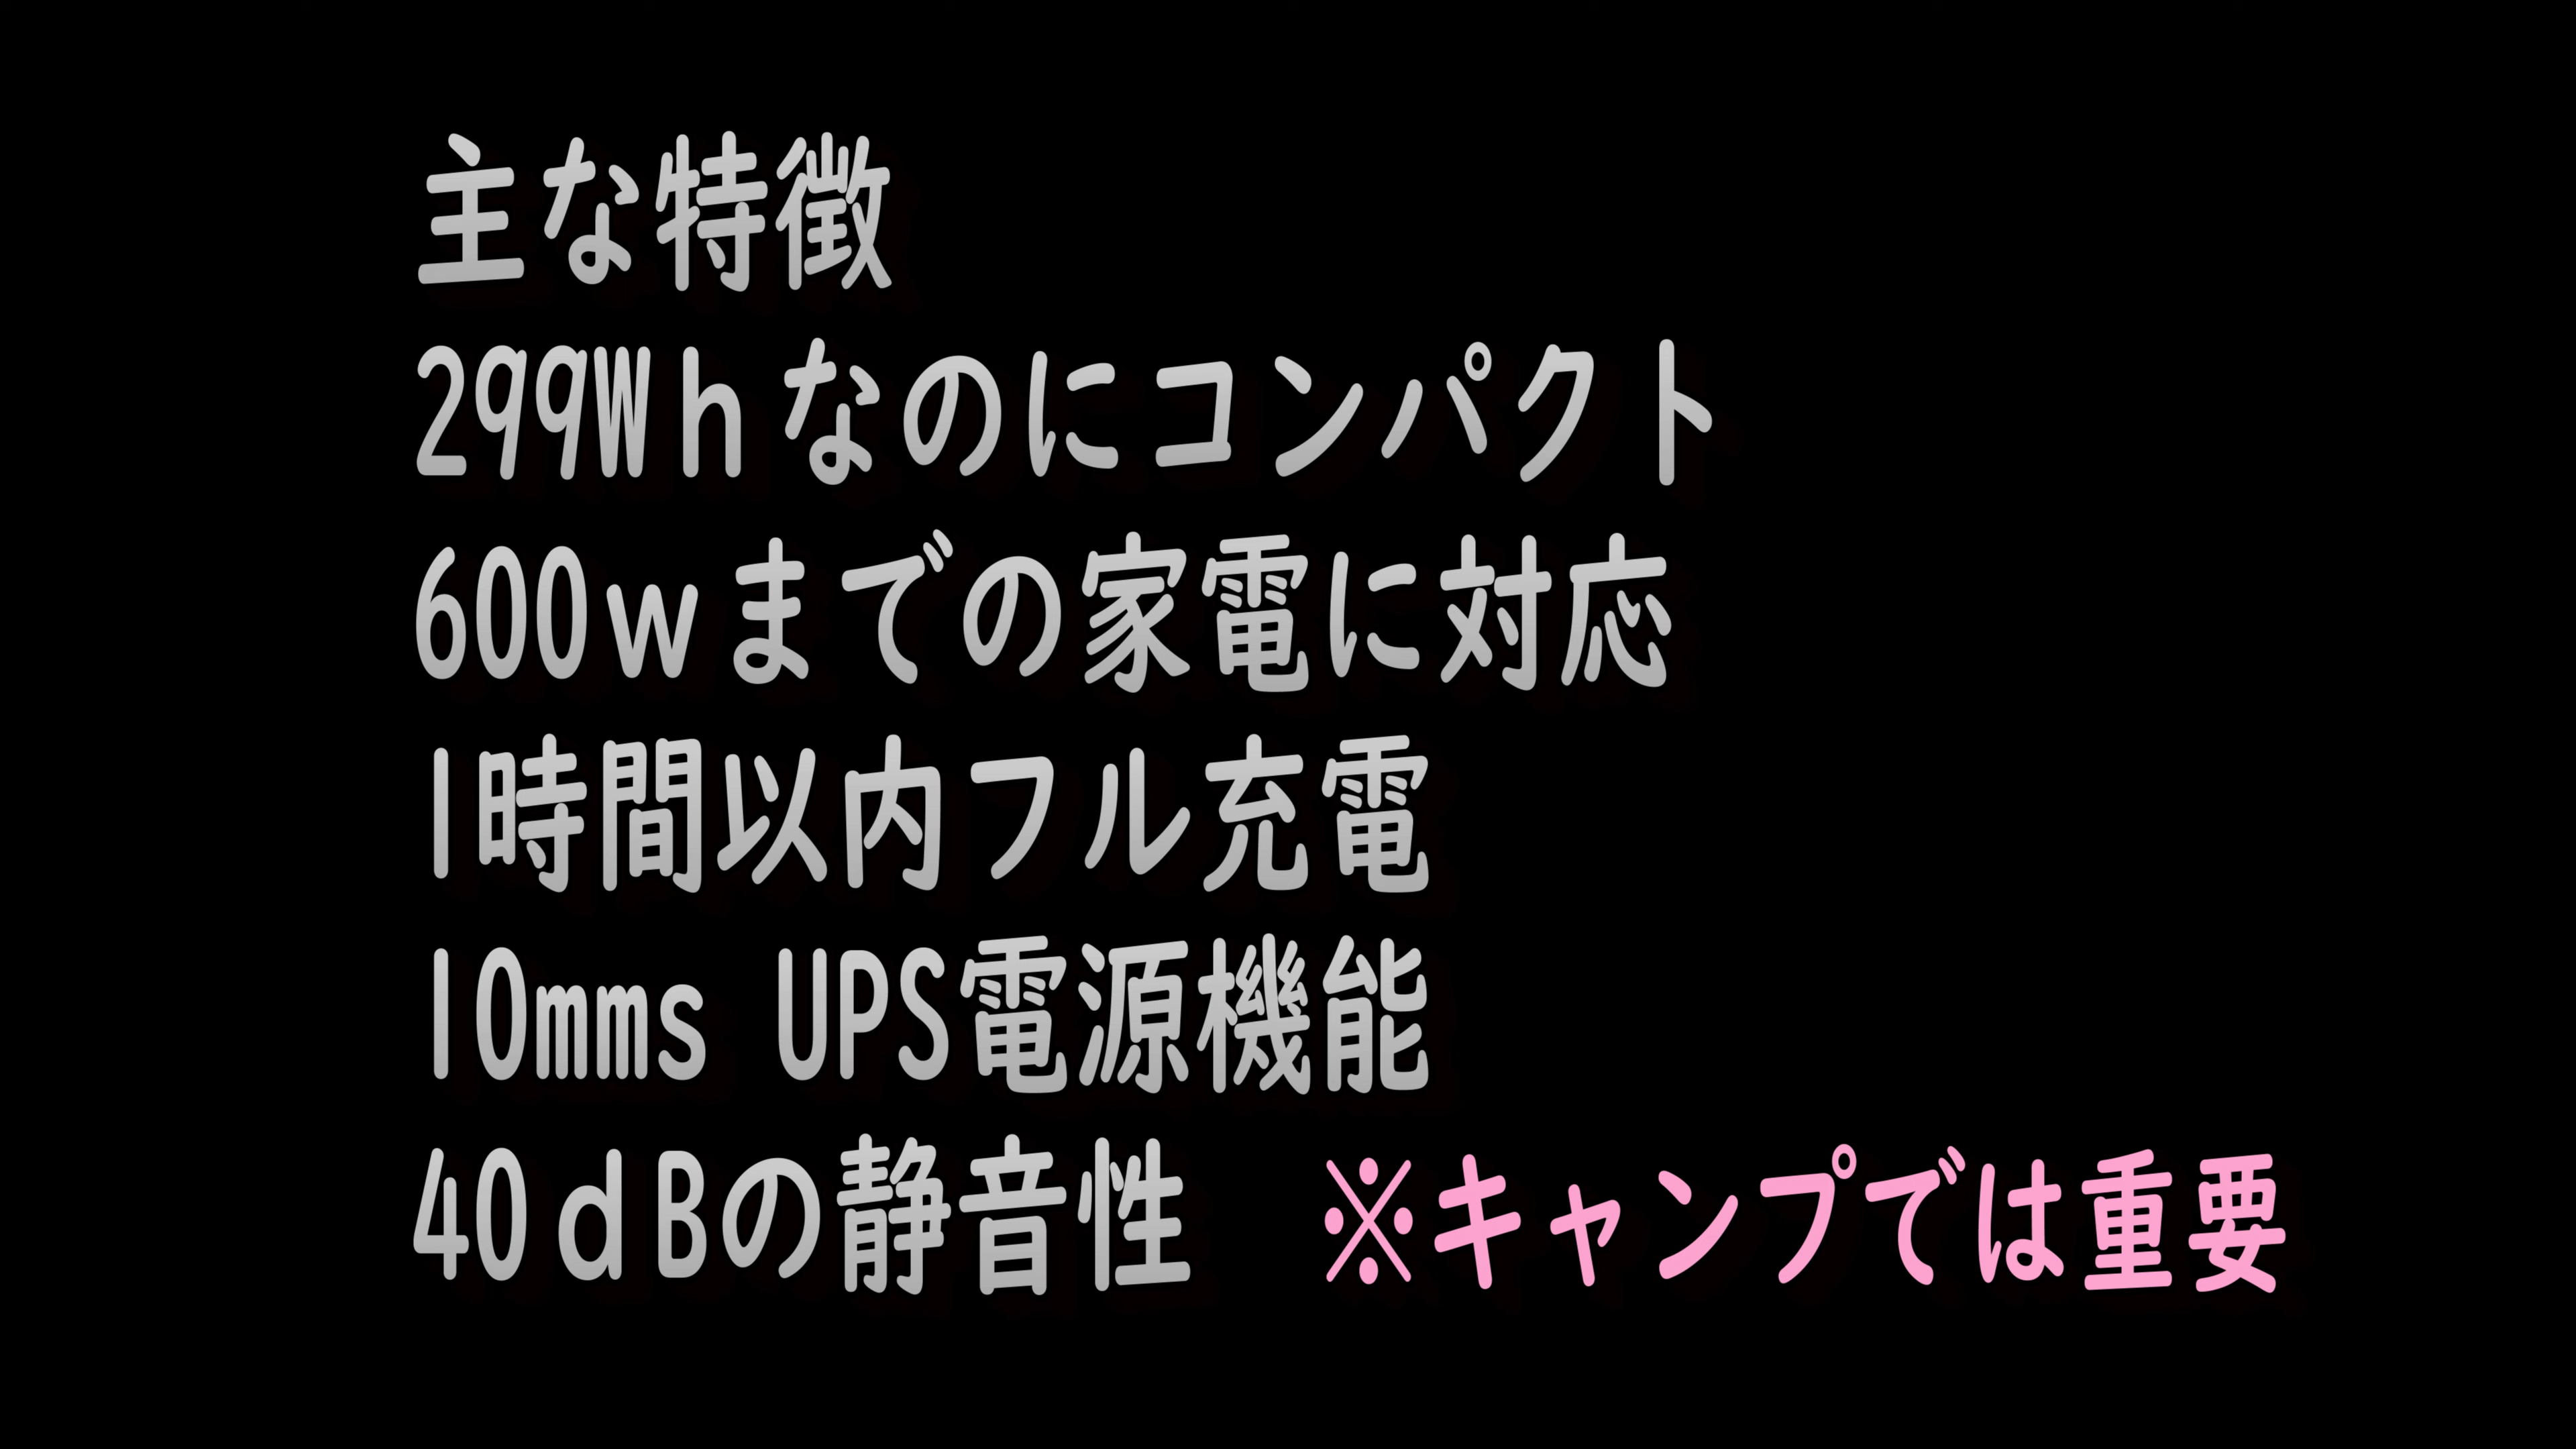 主な特徴
299Ｗｈなのにコンパクト
600ｗまでの家電に対応
1時間以内フル充電
10mms UPS電源機能
40ｄBの静音性　※キャンプでは重要